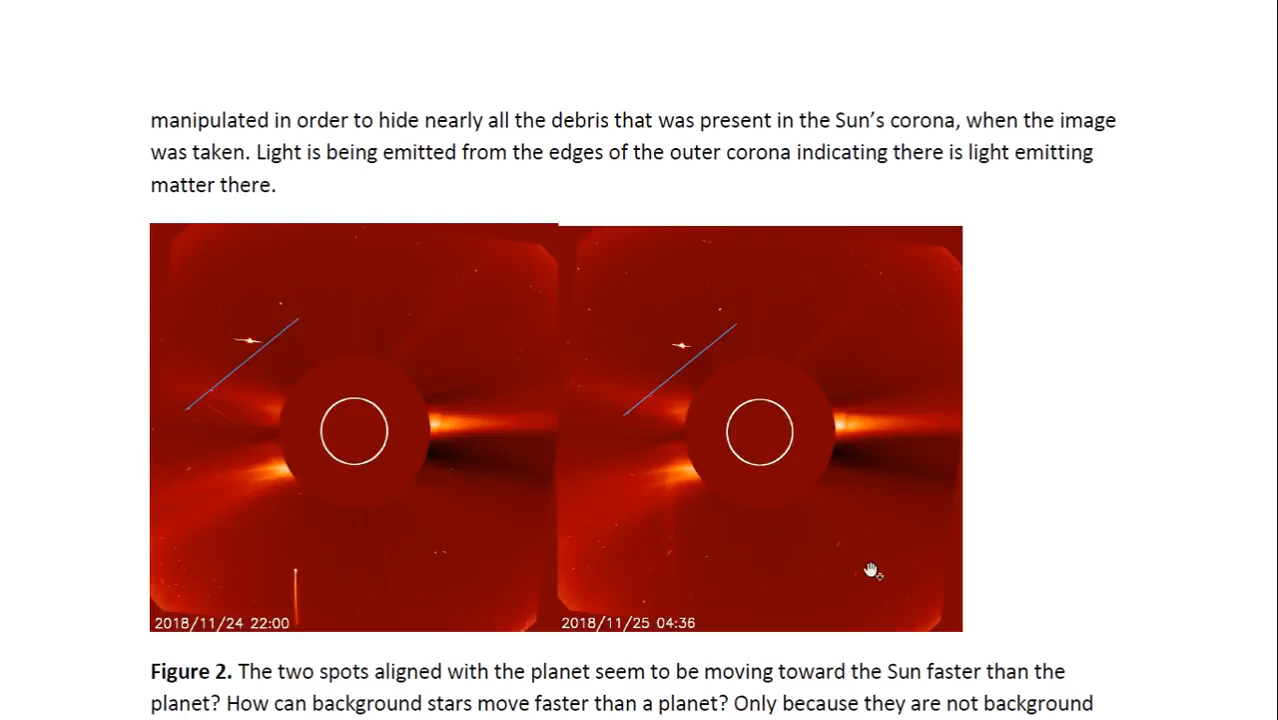 manipulated in order to hide nearly all the debris that was present in the Sun’s corona, when the image
was taken. Light is being emitted from the edges of the outer corona indicating there is light emitting
matter there.
2018/11/24 22:00
2018/11/25 04:36
Figure 2. The two spots aligned with the planet seem to be moving toward the Sun faster than the
planet? How can background stars move faster than a planet? Only because they are not background